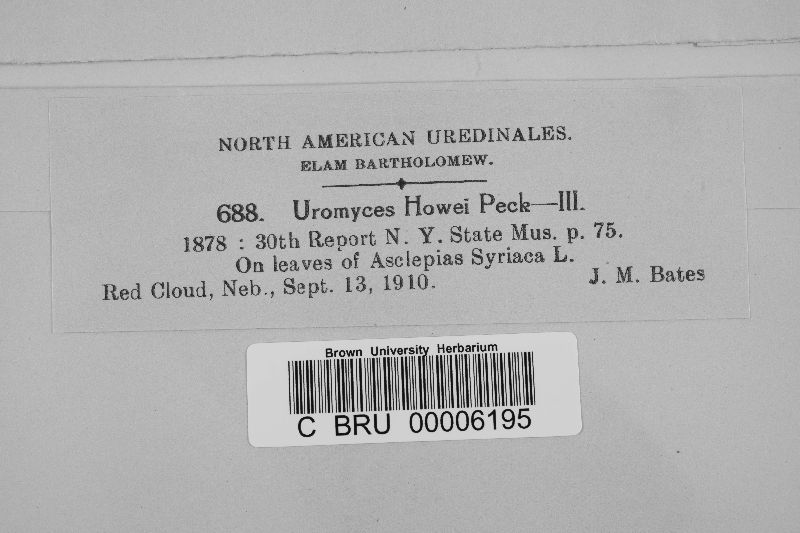 NORTH AMERICAN UREDINALES.
ELAM BARTHOLOMEW.
688. Uromyces Howei Peck—III.
1878 : 30th Report N. Y. State Mus. p. 75.
On leaves of Asclepias Syriaca L.
Red Cloud, Neb., Sept. 13, 1910. J. M. Bates
Brown University Herbarium
C BRU 00006195